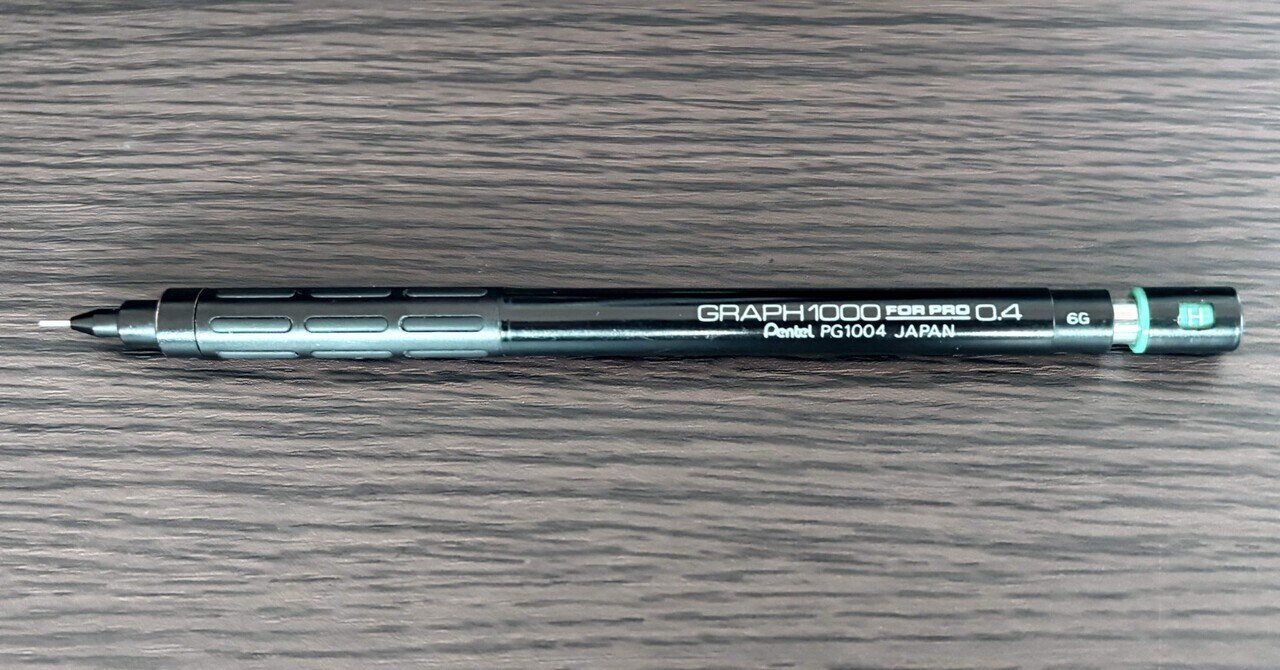 GRAPH1000 FOR PRO 0.4
Pentel PG1004 JAPAN
6G
H